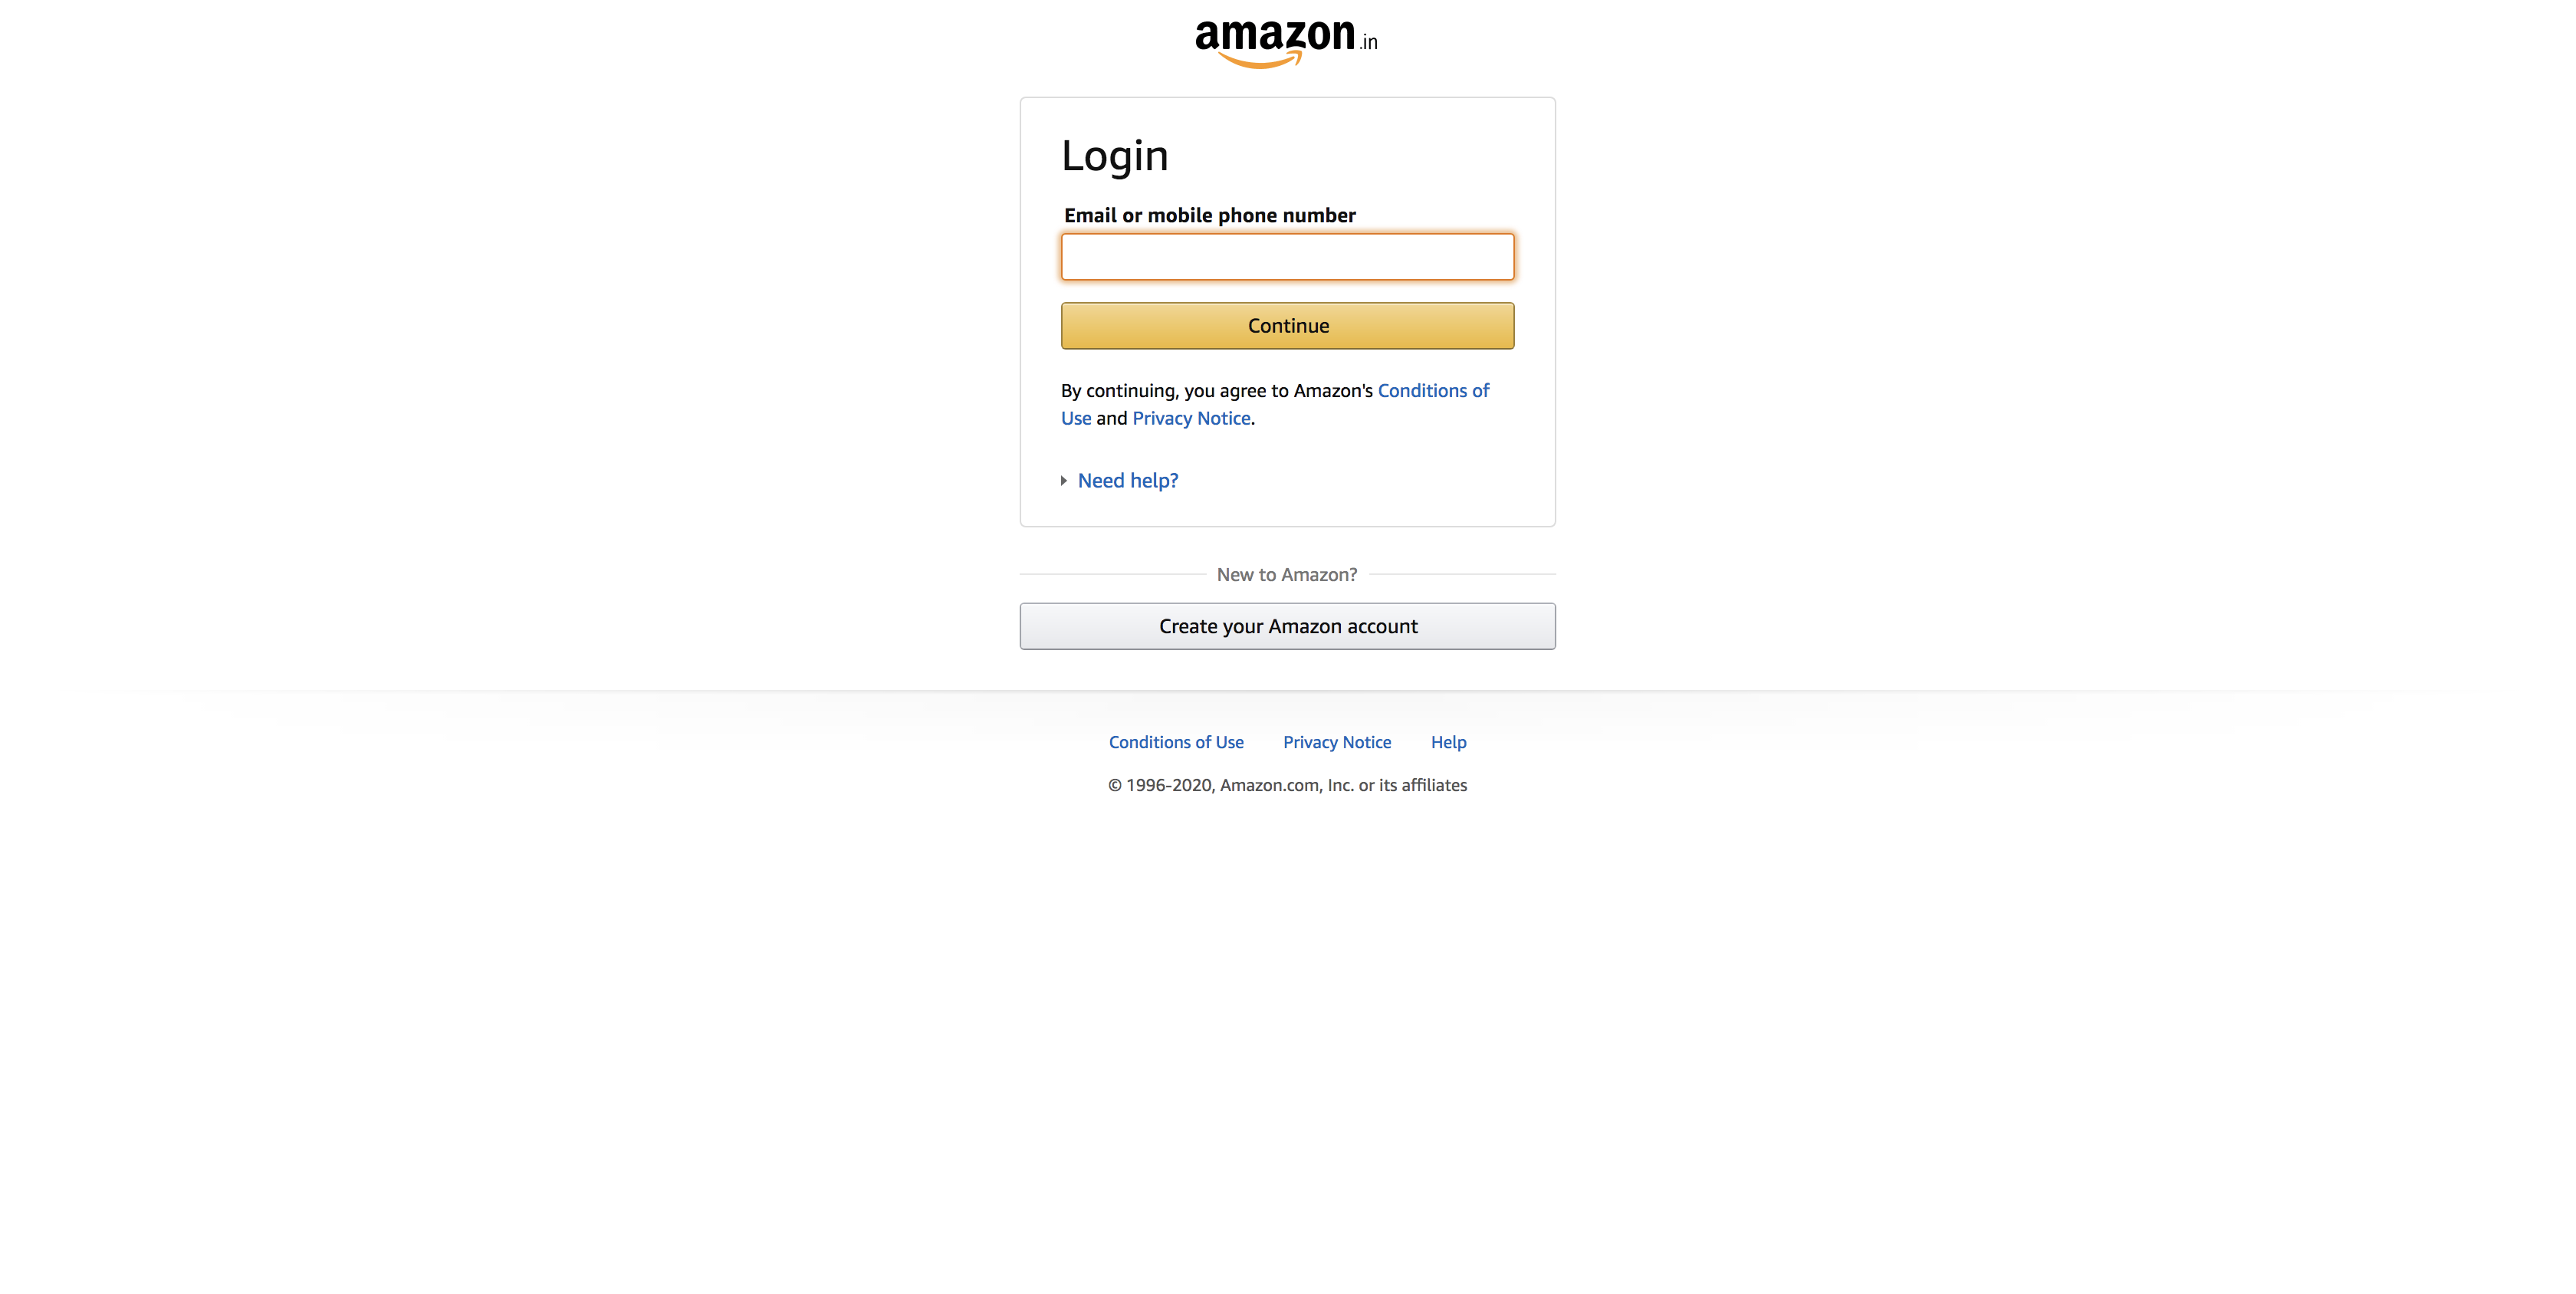 amazon.in
Login
Email or mobile phone number
Continue
By continuing, you agree to Amazon's Conditions of
Use and Privacy Notice.
Need help?
New to Amazon?
Create your Amazon account
Conditions of Use Privacy Notice Help
© 1996-2020, Amazon.com, Inc. or its affiliates